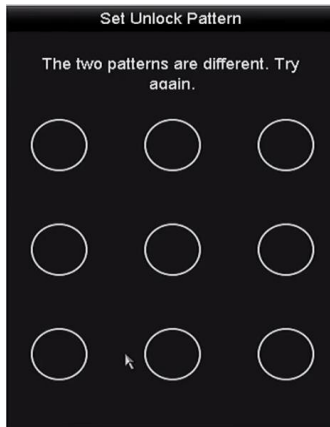 Set Unlock Pattern
The two patterns are different. Try
again.